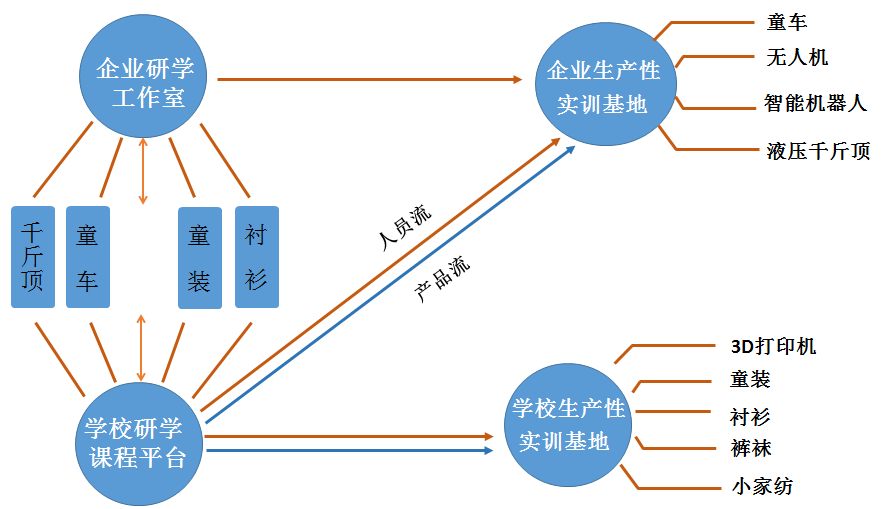 企业研学
工作室
企业生产性
实训基地
童车
无人机
智能机器人
液压千斤顶
千斤顶
童车
童装
衬衫
人员流
产品流
学校研学
课程平台
学校生产性
实训基地
3D打印机
童装
衬衫
裤袜
小家纺